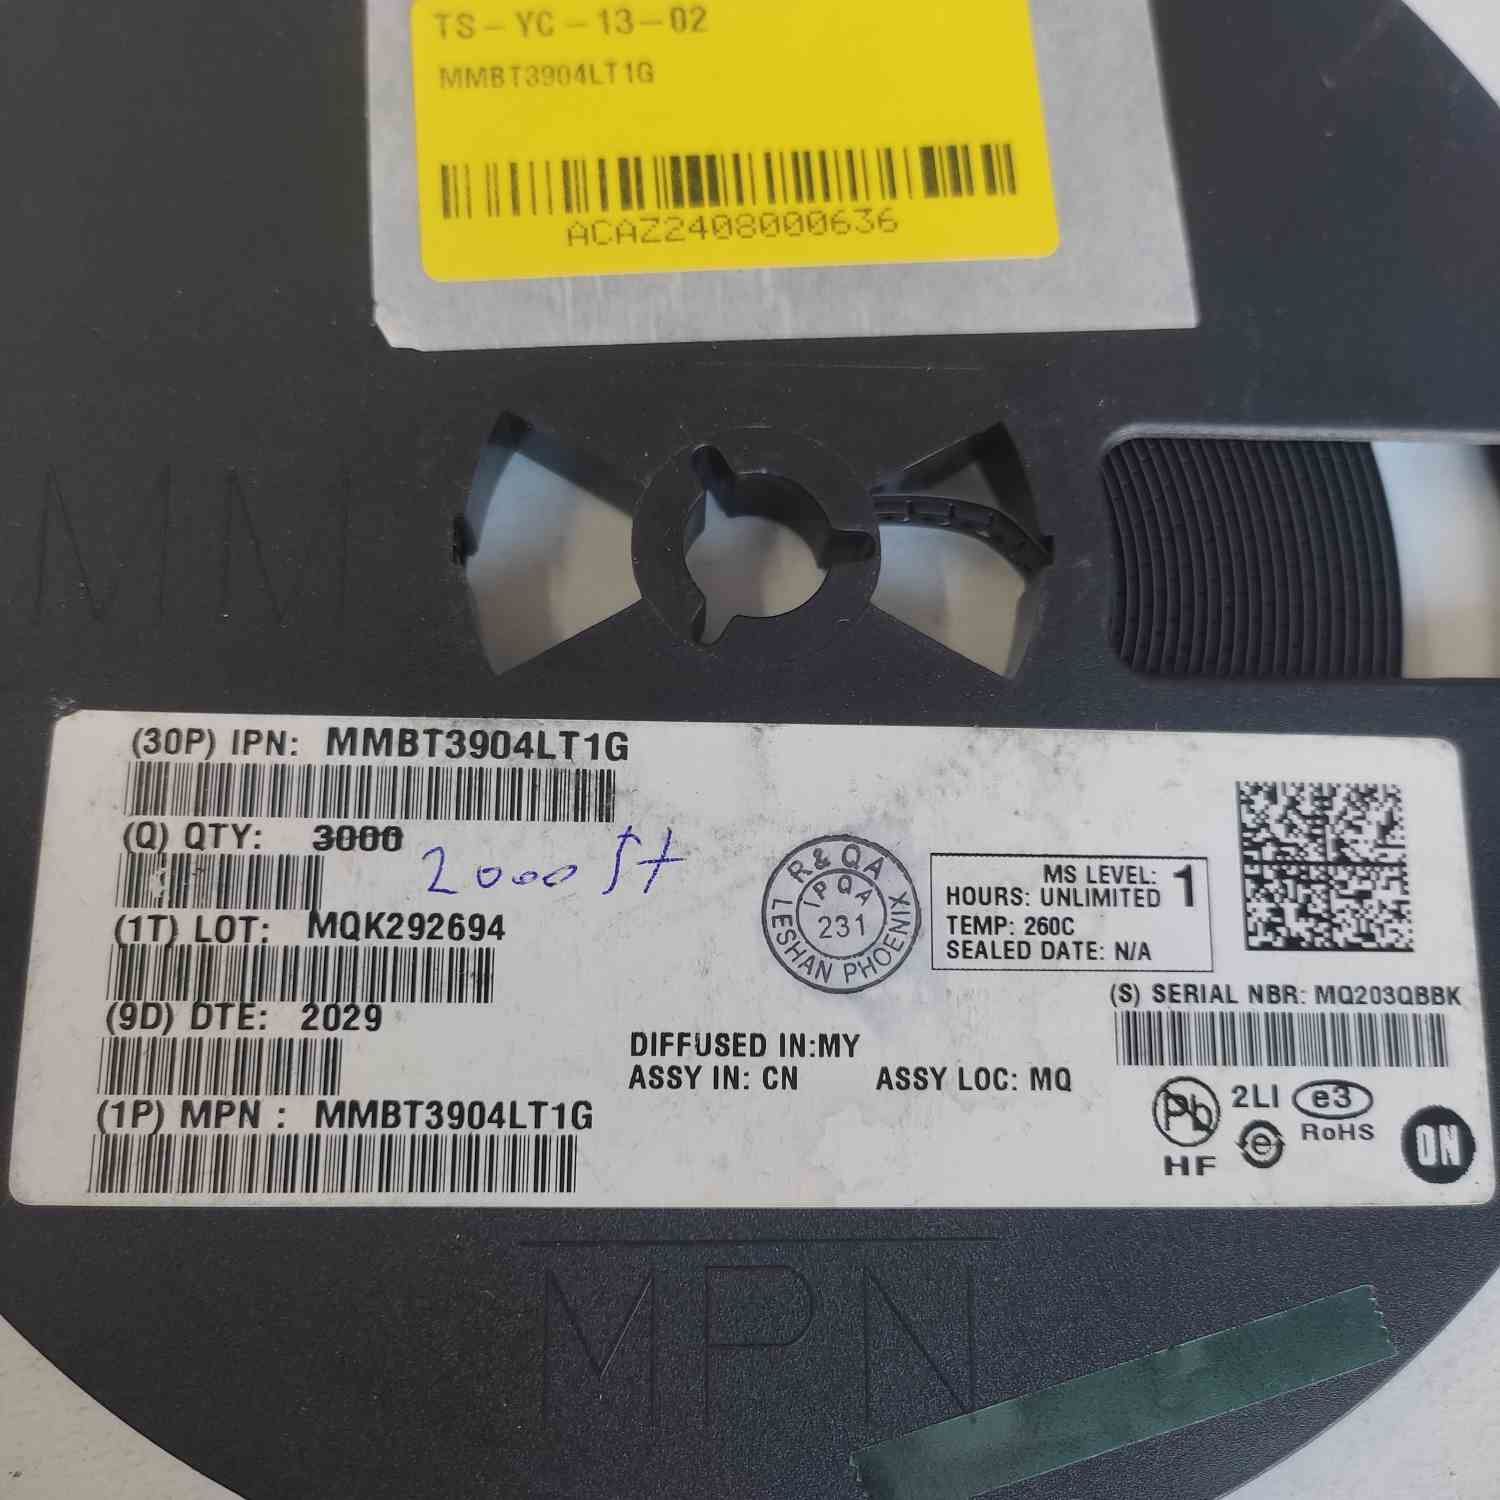 TS-YC-13-02
MMBT3904LT1G
ACAZ2408000636
MM
(30P) IPN: MMBT3904LT1G
(Q) QTY: 3000
2000 St
(1T) LOT: MQK292694
(9D) DTE: 2029
(1P) MPN : MMBT3904LT1G
R & QA
IPQA
231
LESHAN PHOENIX
MS LEVEL: 1
HOURS: UNLIMITED
TEMP: 260C
SEALED DATE: N/A
(S) SERIAL NBR: MQ203QBBK
DIFFUSED IN:MY
ASSY IN: CN ASSY LOC: MQ
Pb 2LI e3
HF e RoHS
ON
MPN